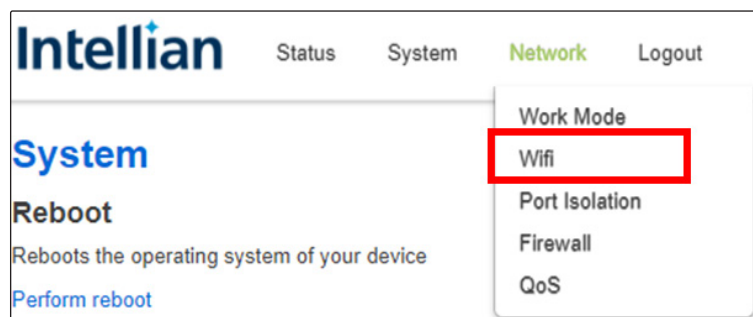 Intellian Status System Network Logout
Work Mode
Wifi
Port Isolation
Firewall
QoS
System
Reboot
Reboots the operating system of your device
Perform reboot